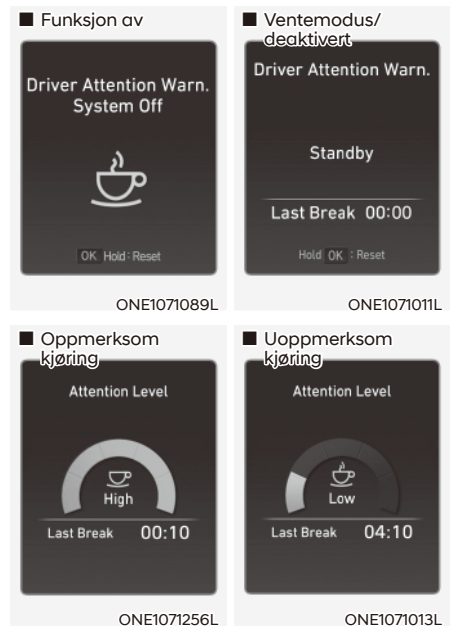 ■ Funksjon av
Driver Attention Warn.
System Off
OK Hold : Reset
ONE1071089L
■ Ventemodus/
deaktivert
Driver Attention Warn.
Standby
Last Break 00:00
Hold OK : Reset
ONE1071011L
■ Oppmerksom
kjøring
Attention Level
High
Last Break 00:10
ONE1071256L
■ Uoppmerksom
kjøring
Attention Level
Low
Last Break 04:10
ONE1071013L